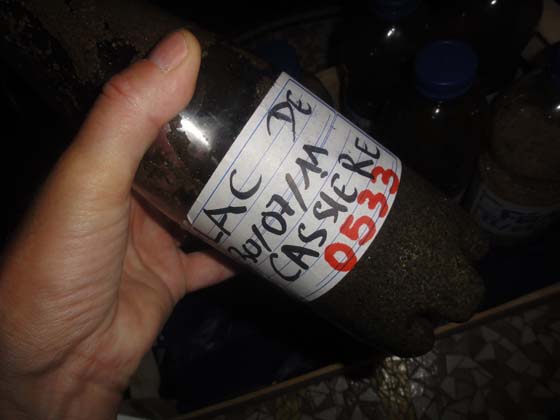 LAC DE
30/07/11
CASSIERE
0533